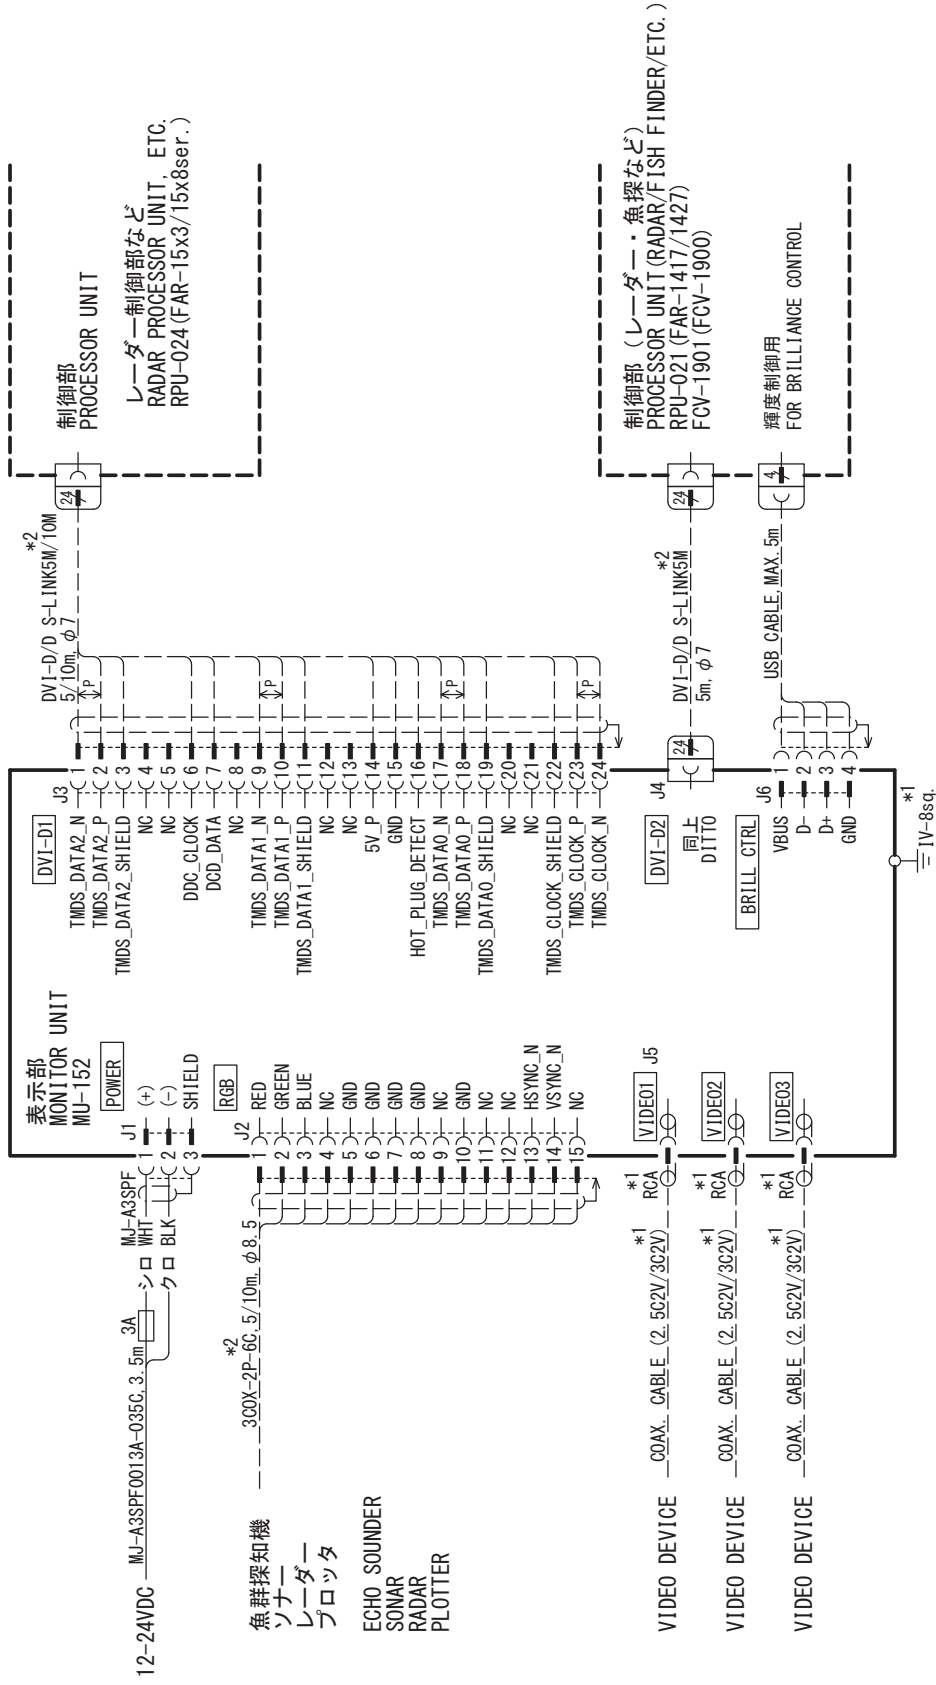 表示部
MONITOR UNIT
MU-152
12-24VDC
MJ-A3SPF0013A-035C, 3.5m
3A
シロ WHT
クロ BLK
MJ-A3SPF
J1
POWER
1 (+)
2 (-)
3 SHIELD
魚群探知機
ソナー
レーダー
プロッタ
ECHO SOUNDER
SONAR
RADAR
PLOTTER
*2
3COX-2P-6C, 5/10m, φ8.5
J2
RGB
1 RED
2 GREEN
3 BLUE
4 NC
5 GND
6 GND
7 GND
8 GND
9 NC
10 GND
11 NC
12 NC
13 HSYNC_N
14 VSYNC_N
15 NC
VIDEO DEVICE
COAX. CABLE (2.5C2V/3C2V)
*1
*1
RCA
VIDEO1
J5
VIDEO DEVICE
COAX. CABLE (2.5C2V/3C2V)
*1
*1
RCA
VIDEO2
VIDEO DEVICE
COAX. CABLE (2.5C2V/3C2V)
*1
*1
RCA
VIDEO3
DVI-D1
J3
TMDS_DATA2_N 1
TMDS_DATA2_P 2
TMDS_DATA2_SHIELD 3
NC 4
NC 5
DDC_CLOCK 6
DCD_DATA 7
NC 8
TMDS_DATA1_N 9
TMDS_DATA1_P 10
TMDS_DATA1_SHIELD 11
NC 12
NC 13
5V_P 14
GND 15
HOT_PLUG_DETECT 16
TMDS_DATA0_N 17
TMDS_DATA0_P 18
TMDS_DATA0_SHIELD 19
NC 20
NC 21
TMDS_CLOCK_SHIELD 22
TMDS_CLOCK_P 23
TMDS_CLOCK_N 24
P
P
P
P
*2
DVI-D/D S-LINK5M/10M
5/10m, φ7
24
制御部
PROCESSOR UNIT
レーダー制御部など
RADAR PROCESSOR UNIT, ETC.
RPU-024(FAR-15x3/15x8ser.)
DVI-D2
J4
同上
DITTO
24
*2
DVI-D/D S-LINK5M
5m, φ7
24
制御部 (レーダー・魚探など)
PROCESSOR UNIT(RADAR/FISH FINDER/ETC.)
RPU-021(FAR-1417/1427)
FCV-1901(FCV-1900)
BRILL CTRL
J6
VBUS 1
D- 2
D+ 3
GND 4
USB CABLE, MAX. 5m
4
輝度制御用
FOR BRILLIANCE CONTROL
*1
IV-8sq.